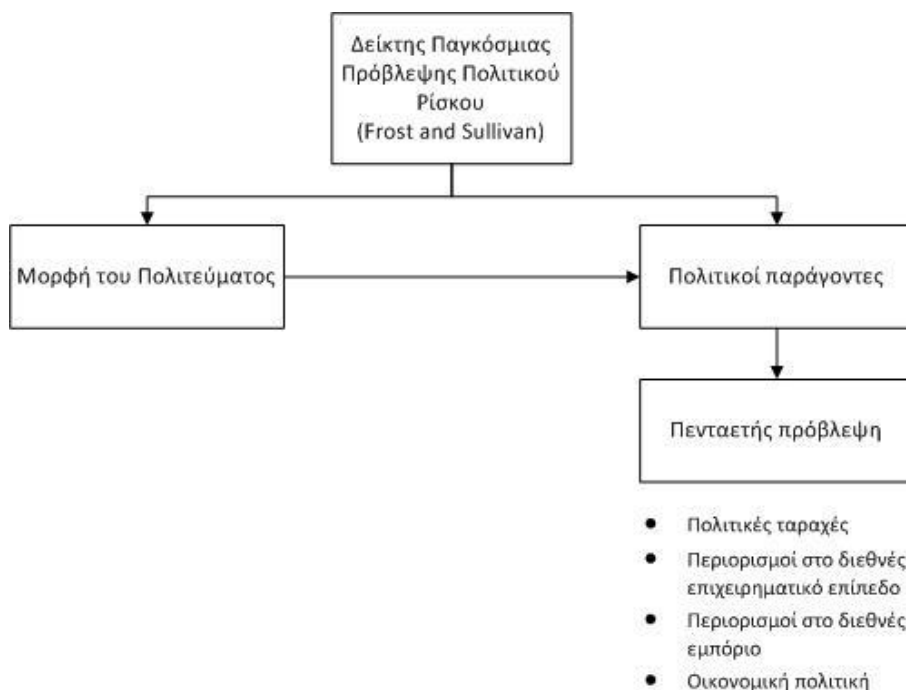 Δείκτης Παγκόσμιας
Πρόβλεψης Πολιτικού
Ρίσκου
(Frost and Sullivan)
Μορφή του Πολιτεύματος
Πολιτικοί παράγοντες
Πενταετής πρόβλεψη
● Πολιτικές ταραχές
● Περιορισμοί στο διεθνές
επιχειρηματικό επίπεδο
● Περιορισμοί στο διεθνές
εμπόριο
● Οικονομική πολιτική